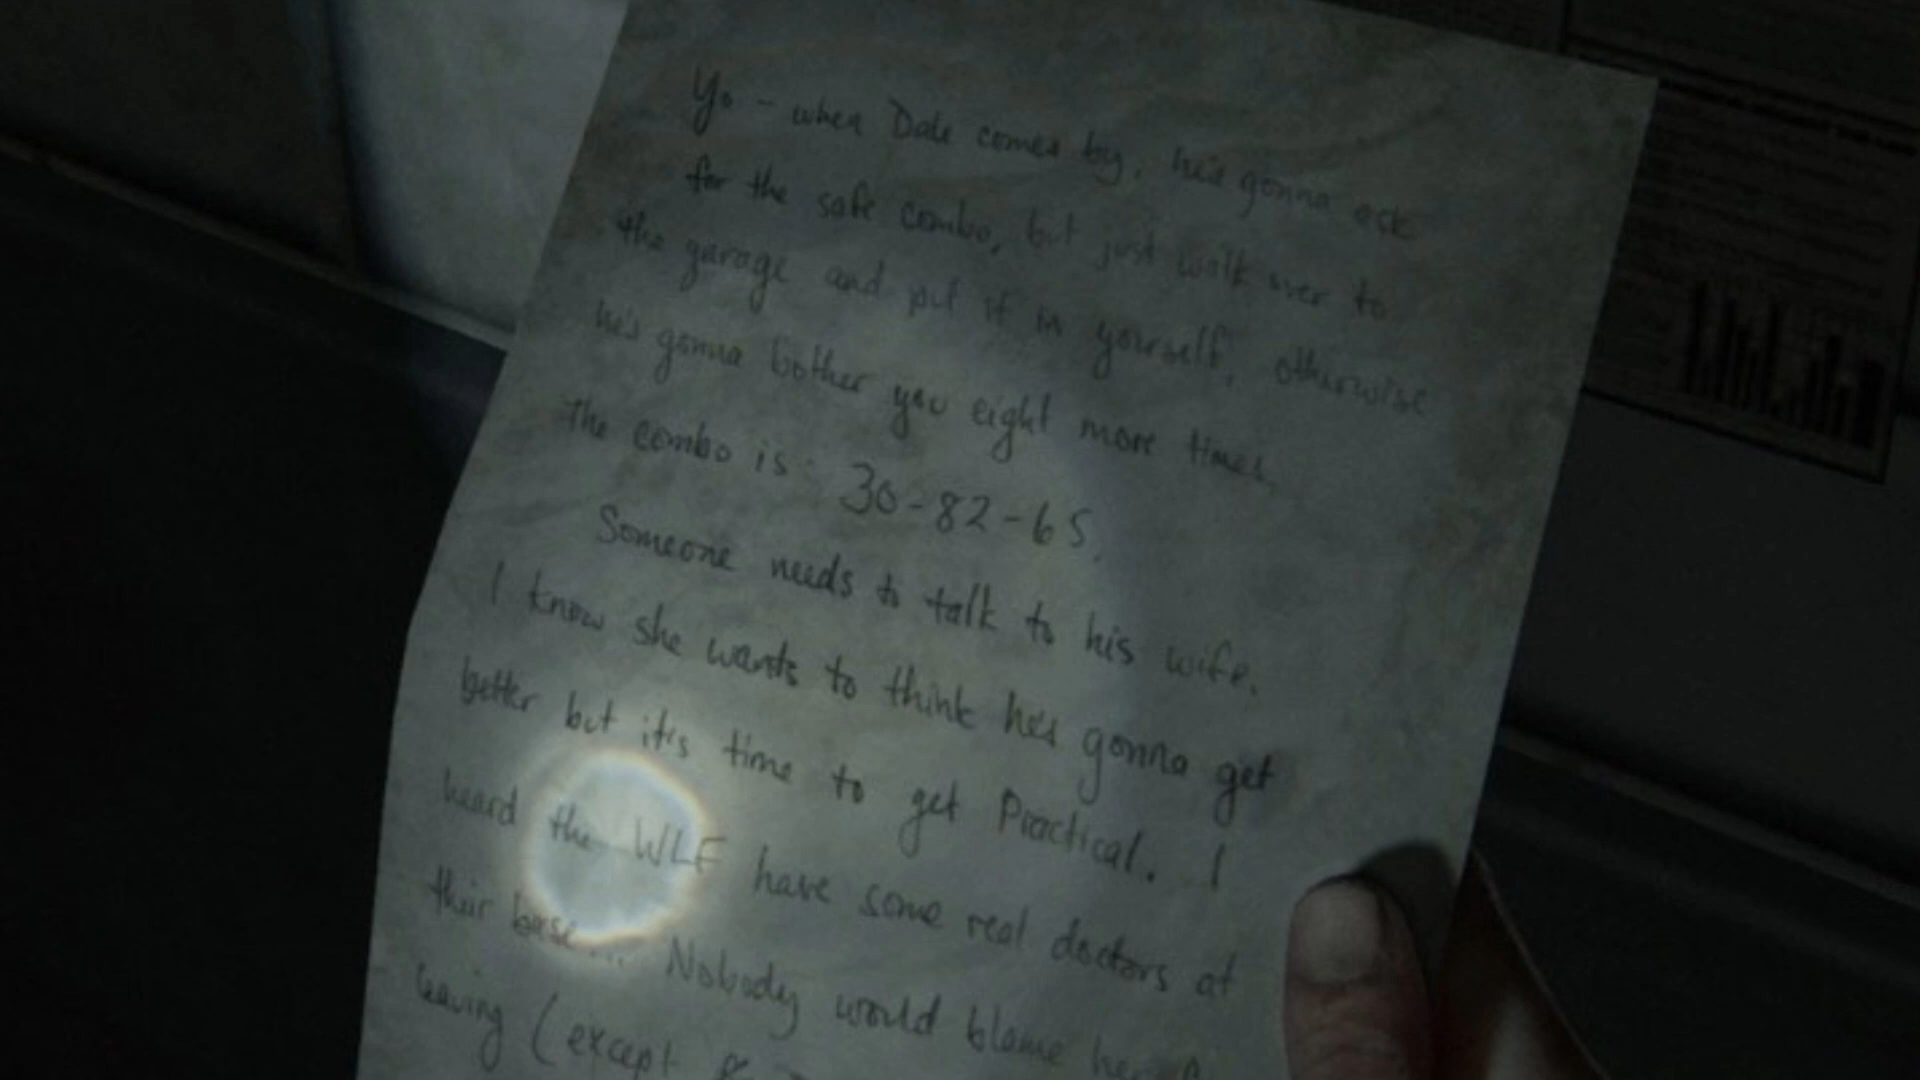 Yo - when Dale comes by, he's gonna ask
for the safe combo, but just walk over to
the garage and put it in yourself, otherwise
he's gonna bother you eight more times.
The combo is: 30-82-65.
Someone needs to talk to his wife.
I know she wants to think he's gonna get
better but it's time to get Practical. I
heard the WLF have some real doctors at
their base... Nobody would blame her
leaving (except